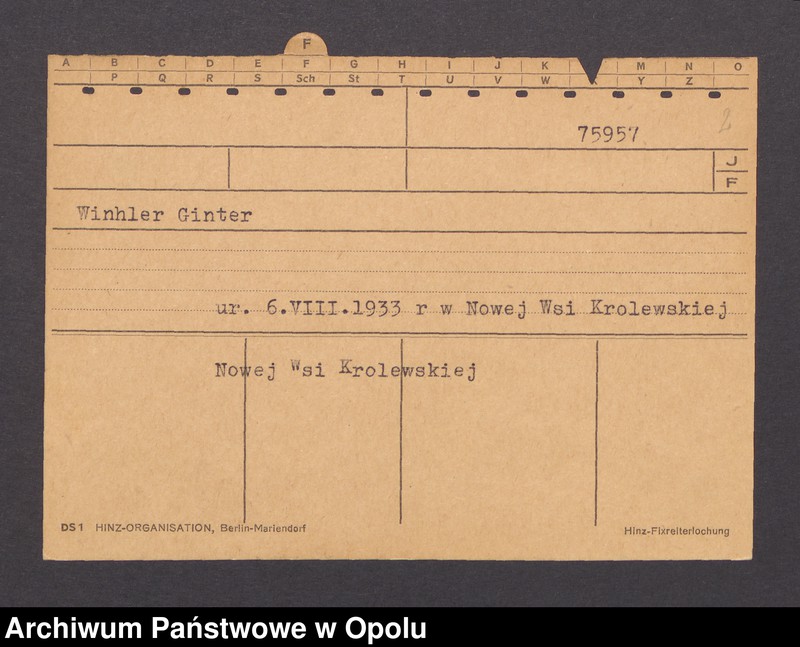 F
A B C D E F G H I J K M N O
P Q R S Sch St T U V W Y Z
75957 2
J
F
Winhler Ginter
ur. 6.VIII.1933 r w Nowej Wsi Krolewskiej
Nowej Wsi Krolewskiej
DS1 HINZ-ORGANISATION, Berlin-Mariendorf Hinz-Fixreiterlochung
Archiwum Państwowe w Opolu